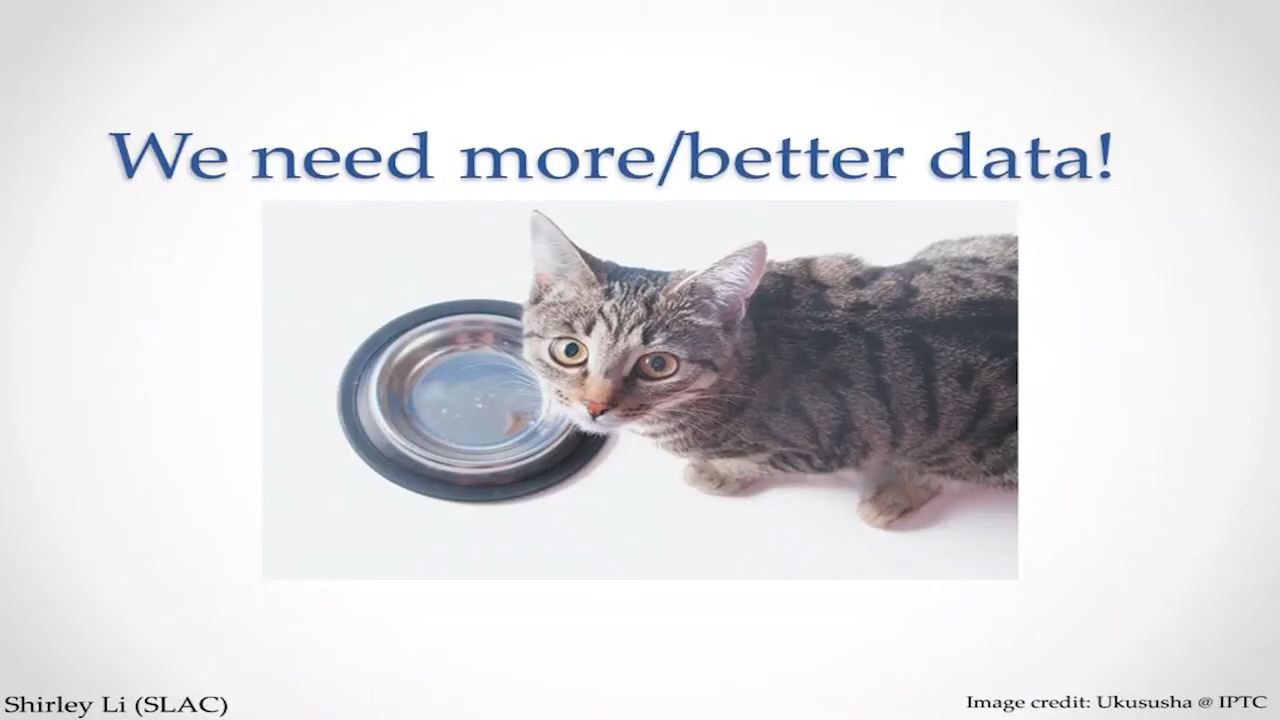 We need more/better data!
Shirley Li (SLAC)
Image credit: Ukususha @ IPTC